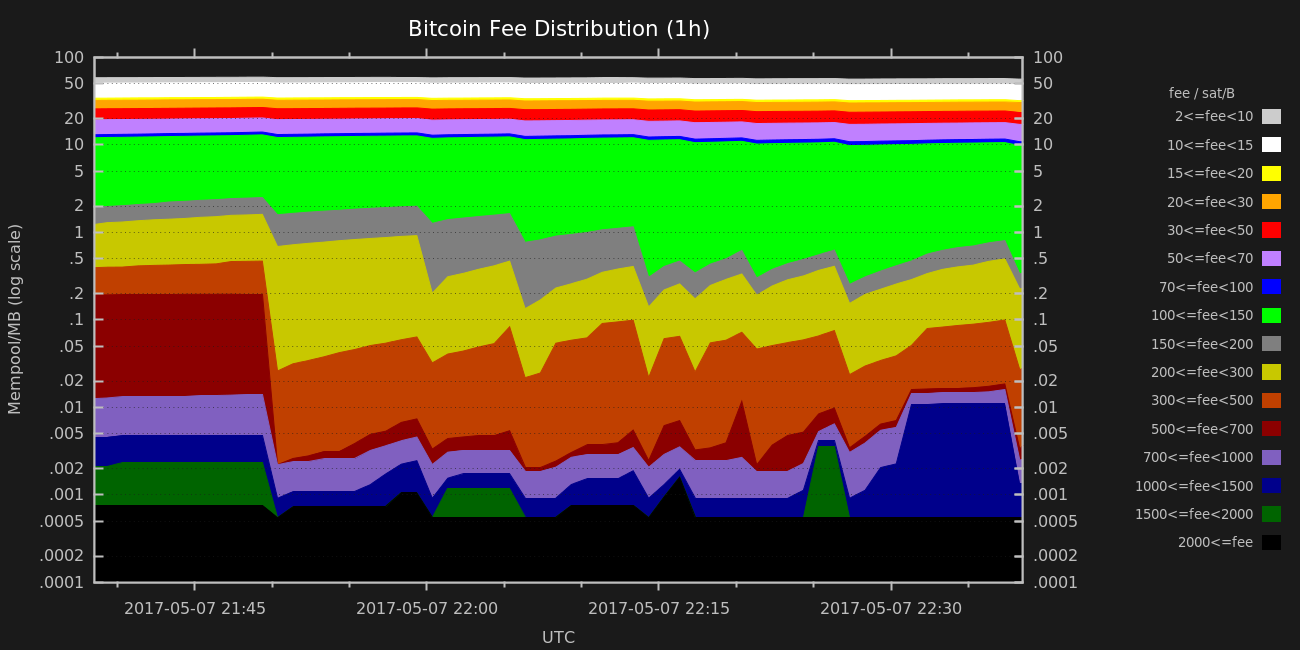 Bitcoin Fee Distribution (1h)
100
50
20
10
5
2
1
.5
.2
.1
.05
.02
.01
.005
.002
.001
.0005
.0002
.0001
Mempool/MB (log scale)
100
50
20
10
5
2
1
.5
.2
.1
.05
.02
.01
.005
.002
.001
.0005
.0002
.0001
2017-05-07 21:45
2017-05-07 22:00
2017-05-07 22:15
2017-05-07 22:30
UTC
fee / sat/B
2<=fee<10
10<=fee<15
15<=fee<20
20<=fee<30
30<=fee<50
50<=fee<70
70<=fee<100
100<=fee<150
150<=fee<200
200<=fee<300
300<=fee<500
500<=fee<700
700<=fee<1000
1000<=fee<1500
1500<=fee<2000
2000<=fee